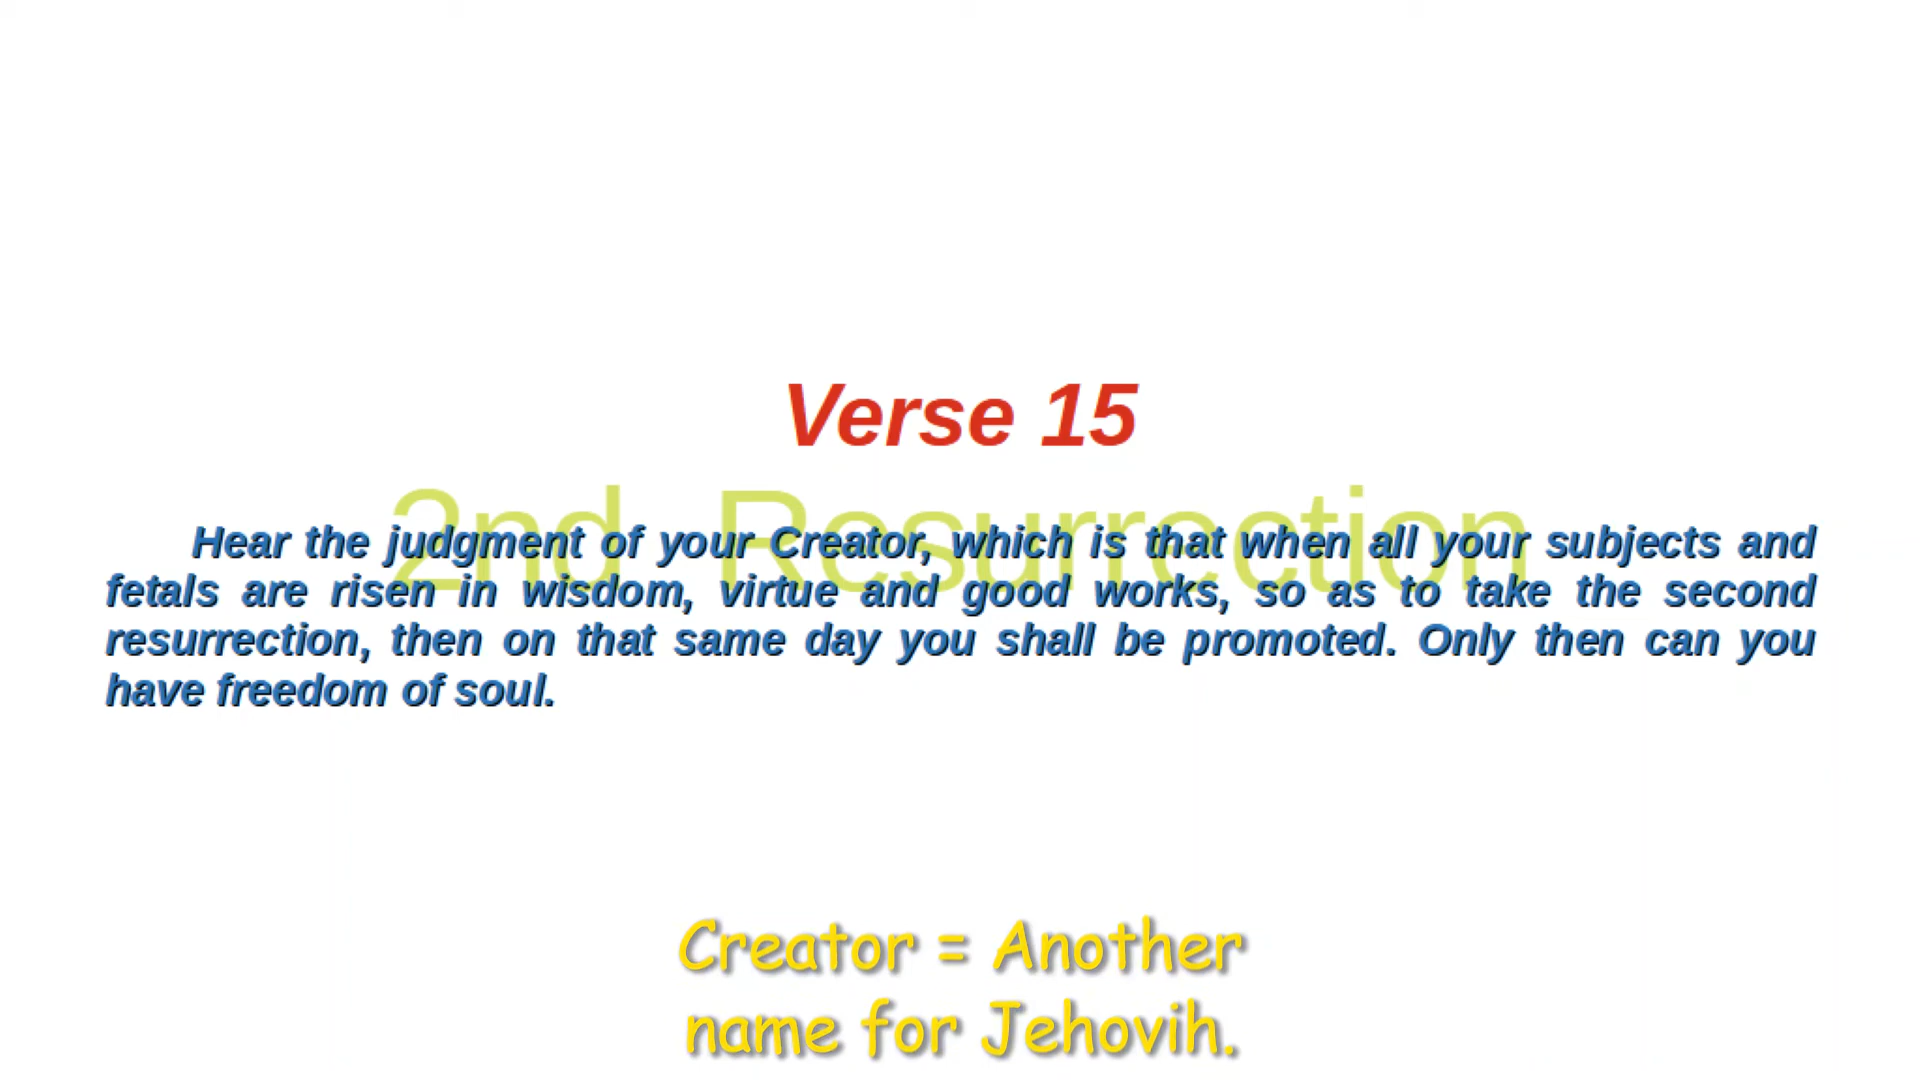 Verse 15
2nd Resurrection
Hear the judgment of your Creator, which is that when all your subjects and
fetals are risen in wisdom, virtue and good works, so as to take the second
resurrection, then on that same day you shall be promoted. Only then can you
have freedom of soul.
Creator = Another
name for Jehovih.